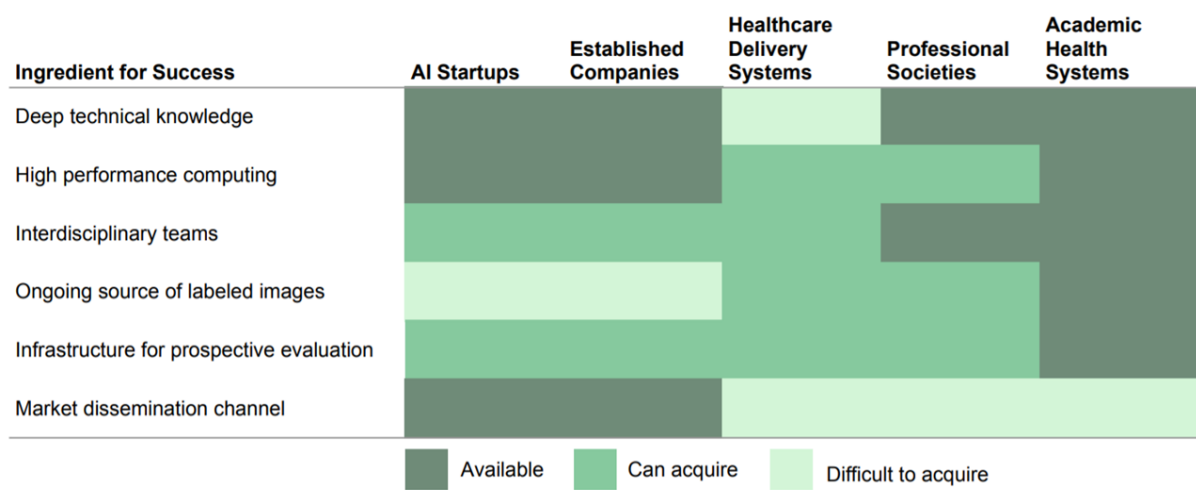 Ingredient for Success
AI Startups
Established
Companies
Healthcare
Delivery
Systems
Professional
Societies
Academic
Health
Systems
Deep technical knowledge
High performance computing
Interdisciplinary teams
Ongoing source of labeled images
Infrastructure for prospective evaluation
Market dissemination channel
Available
Can acquire
Difficult to acquire